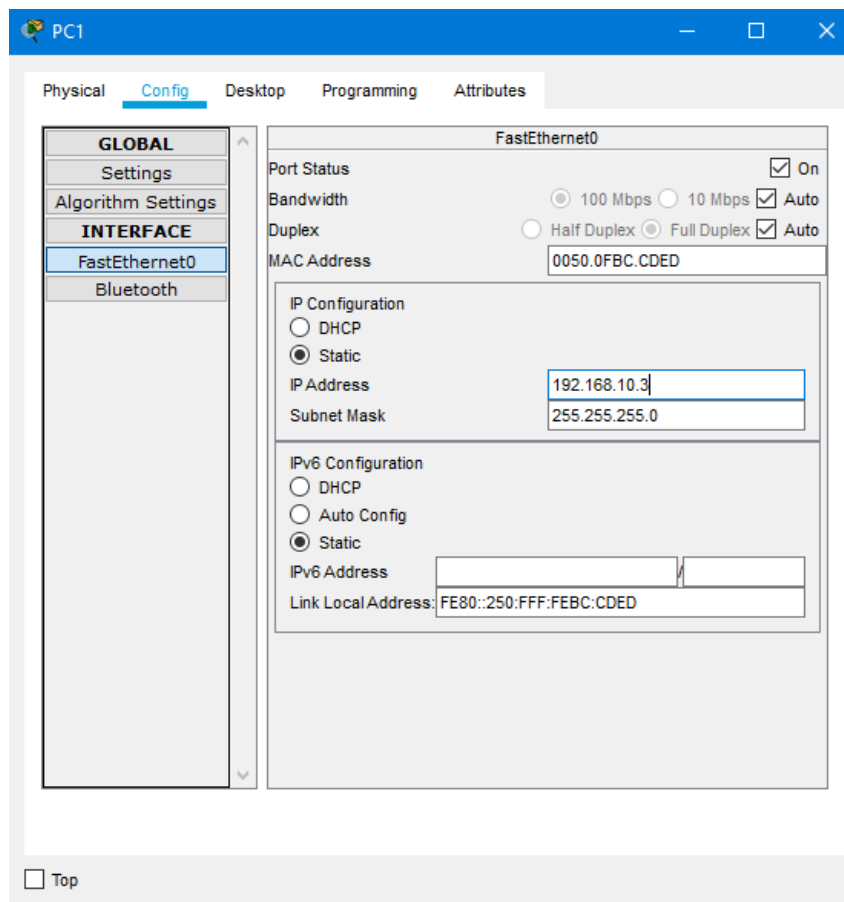 PC1
Physical Config Desktop Programming Attributes
GLOBAL
Settings
Algorithm Settings
INTERFACE
FastEthernet0
Bluetooth
FastEthernet0
Port Status On
Bandwidth 100 Mbps 10 Mbps Auto
Duplex Half Duplex Full Duplex Auto
MAC Address 0050.0FBC.CDED
IP Configuration
DHCP
Static
IP Address 192.168.10.3
Subnet Mask 255.255.255.0
IPv6 Configuration
DHCP
Auto Config
Static
IPv6 Address /
Link Local Address: FE80::250:FFF:FEBC:CDED
Top